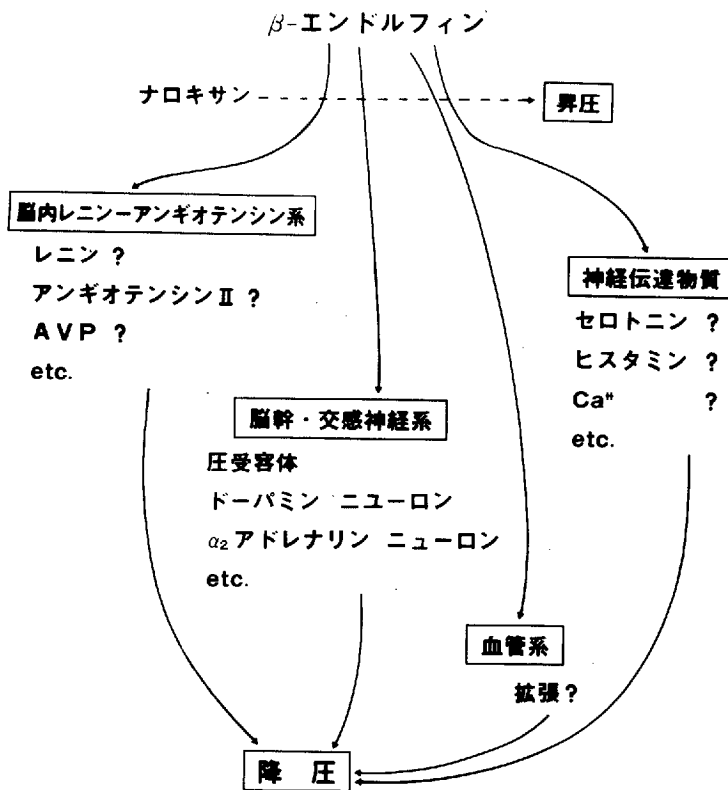 β-エンドルフィン
ナロキサン
昇圧
脳内レニン−アンギオテンシン系
レニン ?
アンギオテンシンⅡ ?
AVP ?
etc.
神経伝達物質
セロトニン ?
ヒスタミン ?
Ca⁺⁺ ?
etc.
脳幹・交感神経系
圧受容体
ドーパミン ニューロン
α₂アドレナリン ニューロン
etc.
血管系
拡張?
降 圧